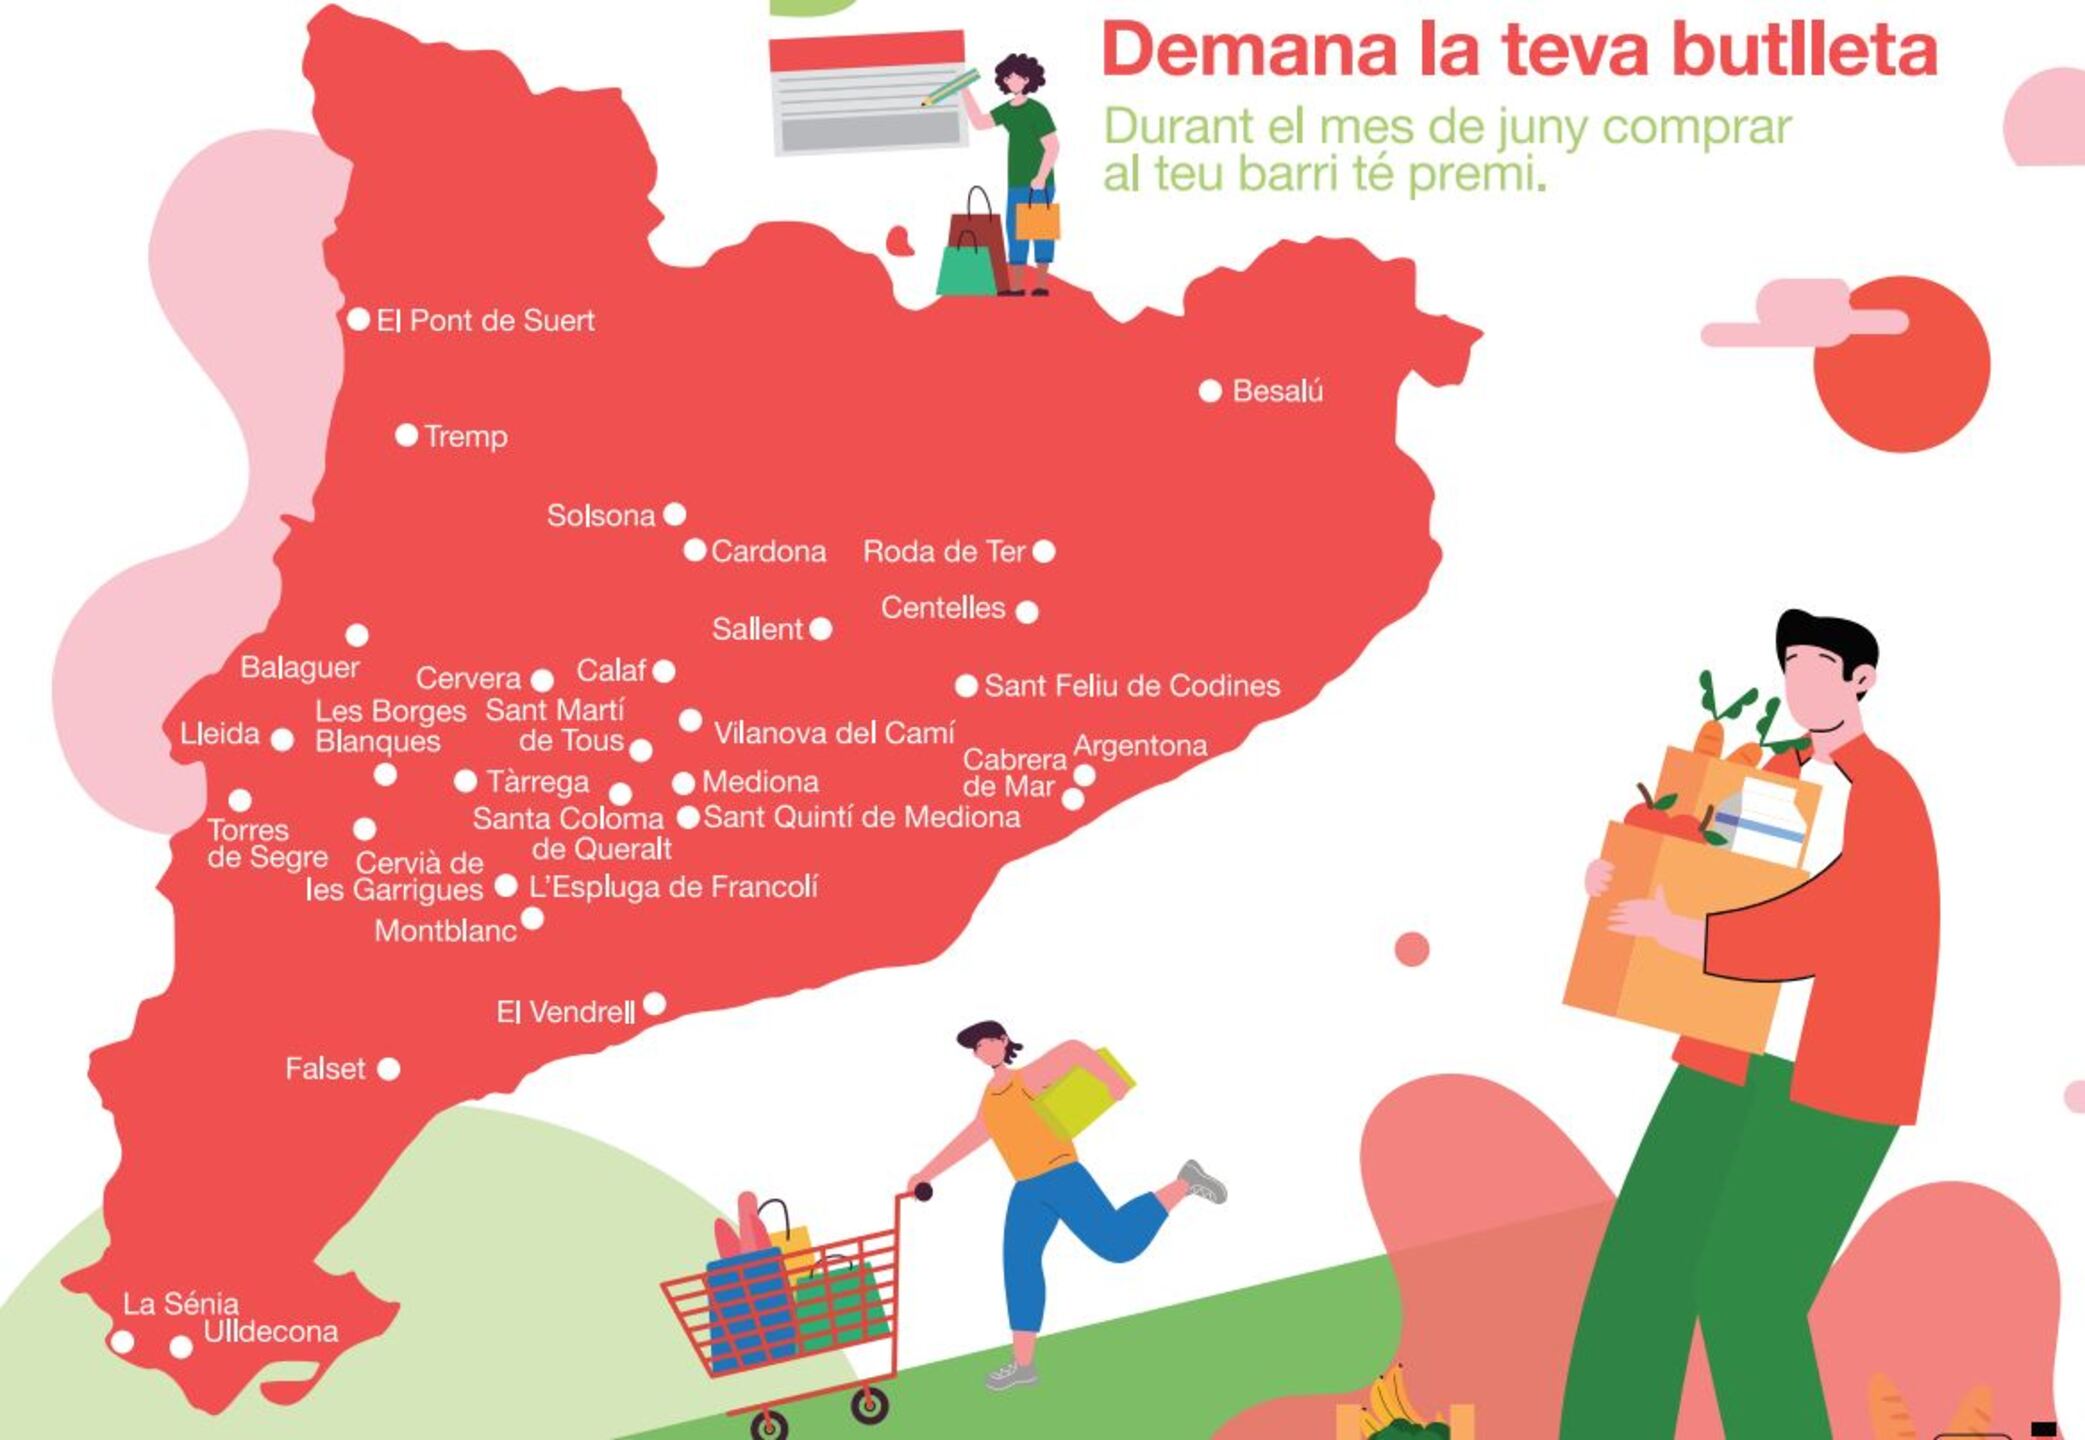 Demana la teva butlleta
Durant el mes de juny comprar
al teu barri té premi.
El Pont de Suert
Besalú
Tremp
Solsona
Cardona
Roda de Ter
Centelles
Sallent
Balaguer
Cervera
Calaf
Sant Feliu de Codines
Les Borges
Blanques
Sant Martí
de Tous
Lleida
Vilanova del Camí
Argentona
Cabrera
de Mar
Tàrrega
Mediona
Santa Coloma
de Queralt
Sant Quintí de Mediona
Torres
de Segre
Cervià de
les Garrigues
L'Espluga de Francolí
Montblanc
El Vendrell
Falset
La Sénia
Ulldecona